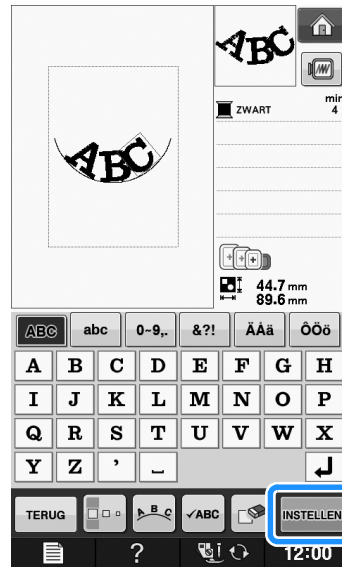 ABC
ZWART
min
4
ABC
44.7 mm
89.6 mm
ABC abc 0~9,. &?! ÄÅä ÔÖö
A B C D E F G H
I J K L M N O P
Q R S T U V W X
Y Z ' _
TERUG ABC ✓ABC INSTELLEN
? 12:00